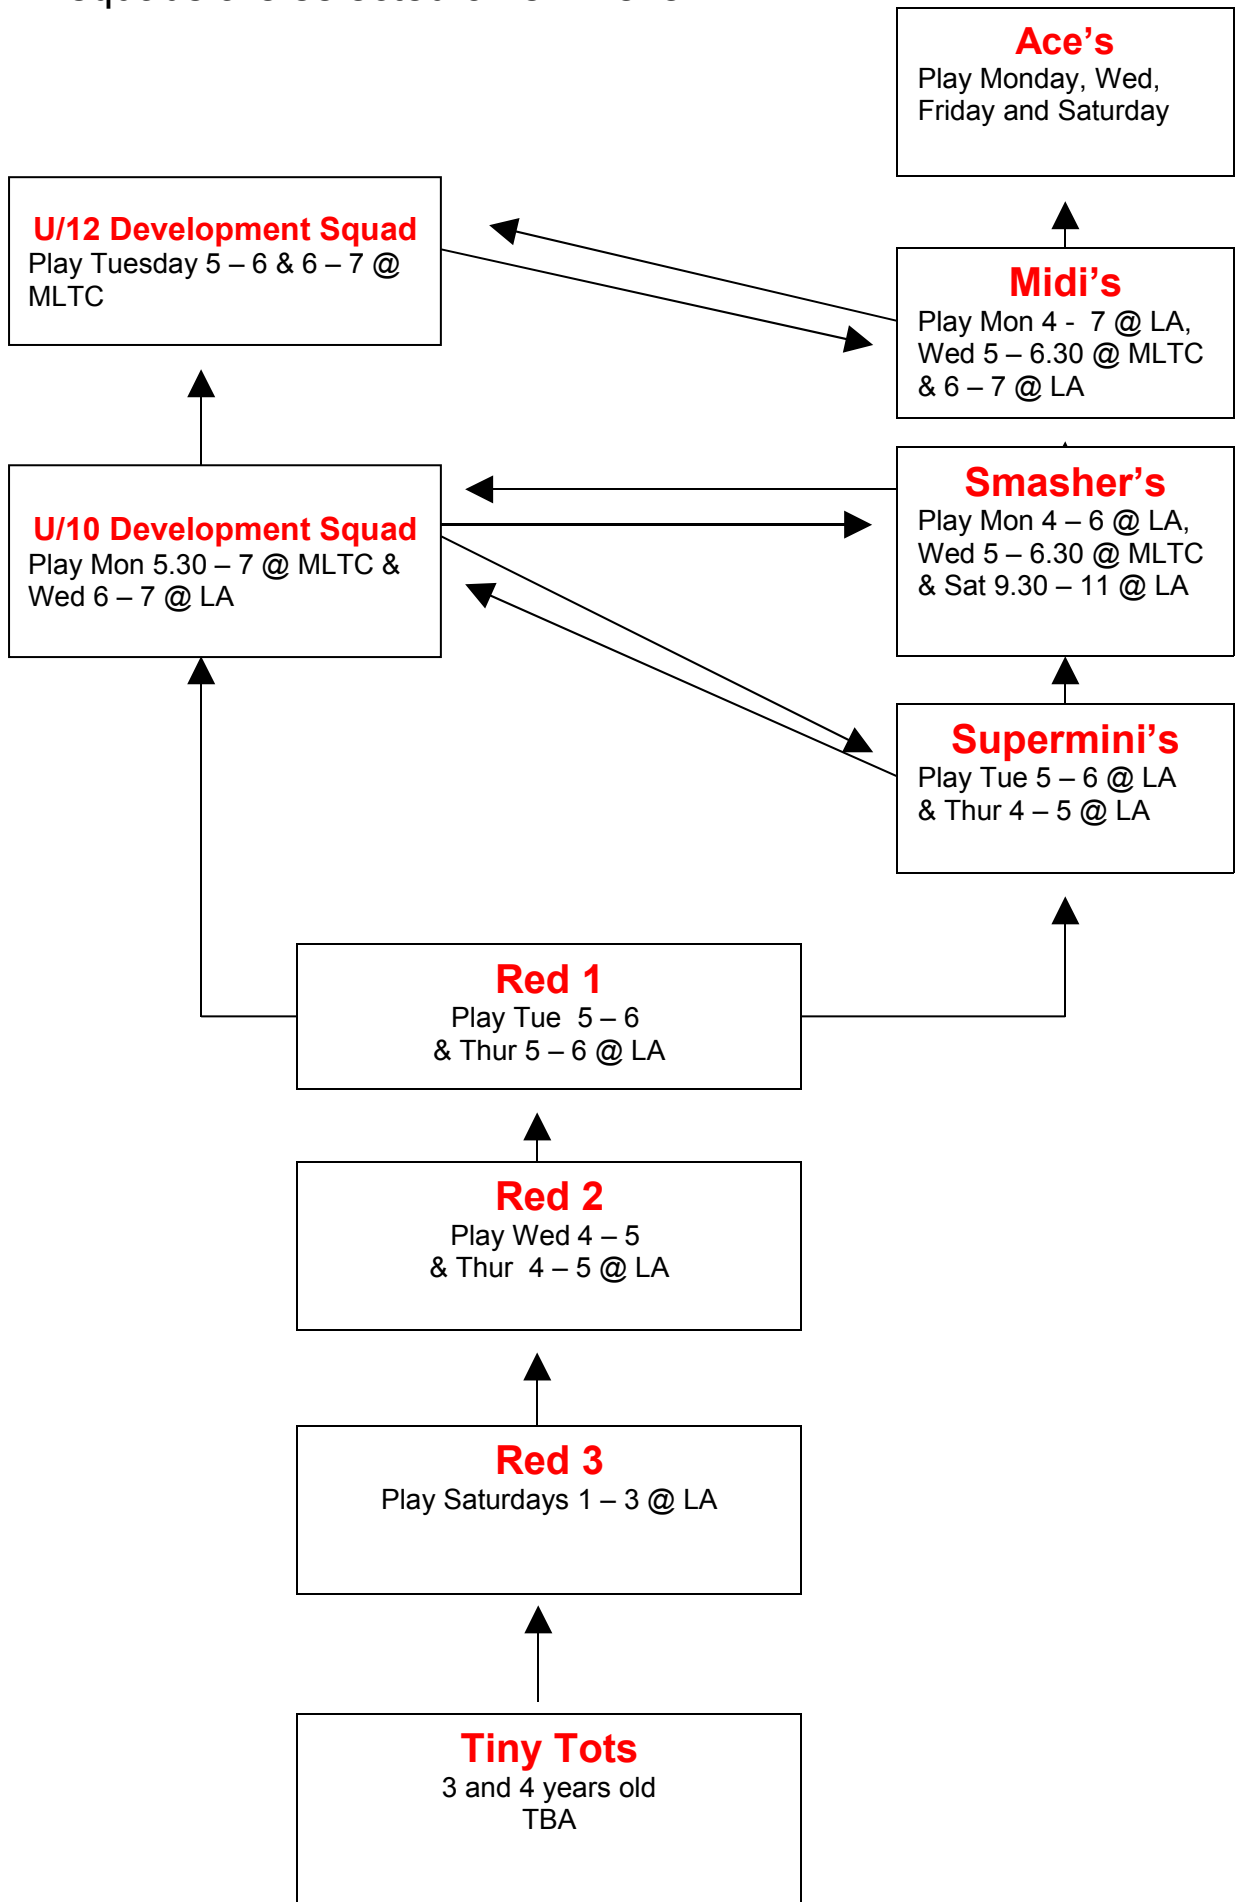 Ace's
Play Monday, Wed,
Friday and Saturday
U/12 Development Squad
Play Tuesday 5 – 6 & 6 – 7 @
MLTC
Midi's
Play Mon 4 -  7 @ LA,
Wed 5 – 6.30 @ MLTC
& 6 – 7 @ LA
U/10 Development Squad
Play Mon 5.30 – 7 @ MLTC &
Wed 6 – 7 @ LA
Smasher's
Play Mon 4 – 6 @ LA,
Wed 5 – 6.30 @ MLTC
& Sat 9.30 – 11 @ LA
Supermini's
Play Tue 5 – 6 @ LA
& Thur 4 – 5 @ LA
Red 1
Play Tue  5 – 6
& Thur 5 – 6 @ LA
Red 2
Play Wed 4 – 5
& Thur  4 – 5 @ LA
Red 3
Play Saturdays 1 – 3 @ LA
Tiny Tots
3 and 4 years old
TBA